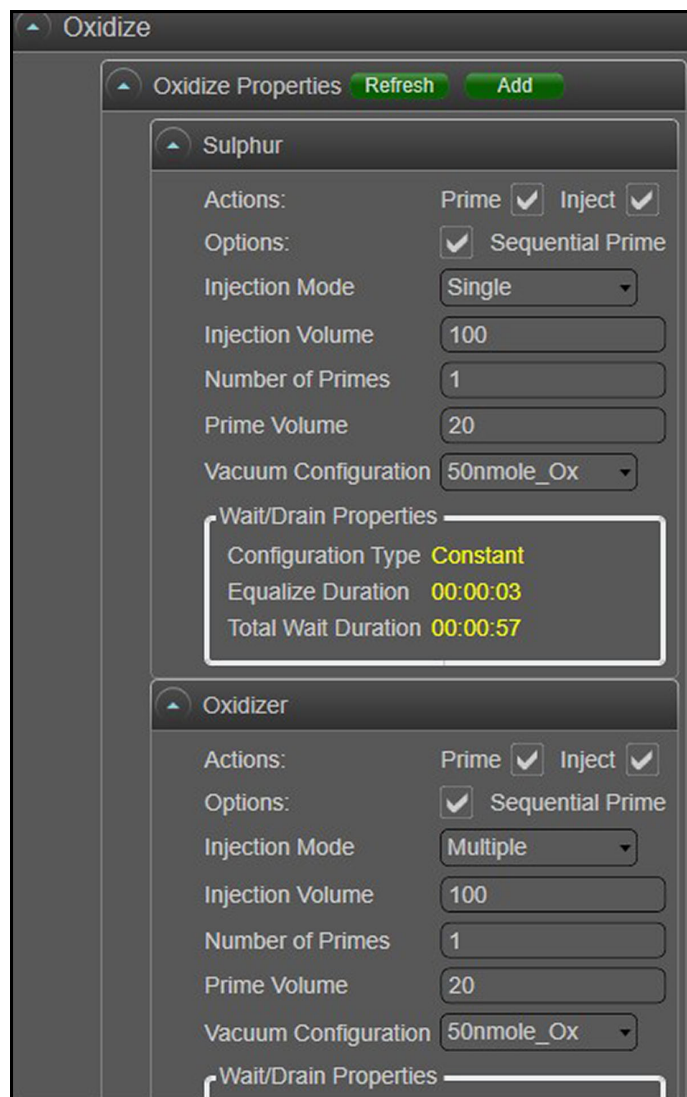 Oxidize
Oxidize Properties Refresh Add
Sulphur
Actions: Prime Inject
Options: Sequential Prime
Injection Mode Single
Injection Volume 100
Number of Primes 1
Prime Volume 20
Vacuum Configuration 50nmole_Ox
Wait/Drain Properties
Configuration Type Constant
Equalize Duration 00:00:03
Total Wait Duration 00:00:57
Oxidizer
Actions: Prime Inject
Options: Sequential Prime
Injection Mode Multiple
Injection Volume 100
Number of Primes 1
Prime Volume 20
Vacuum Configuration 50nmole_Ox
Wait/Drain Properties